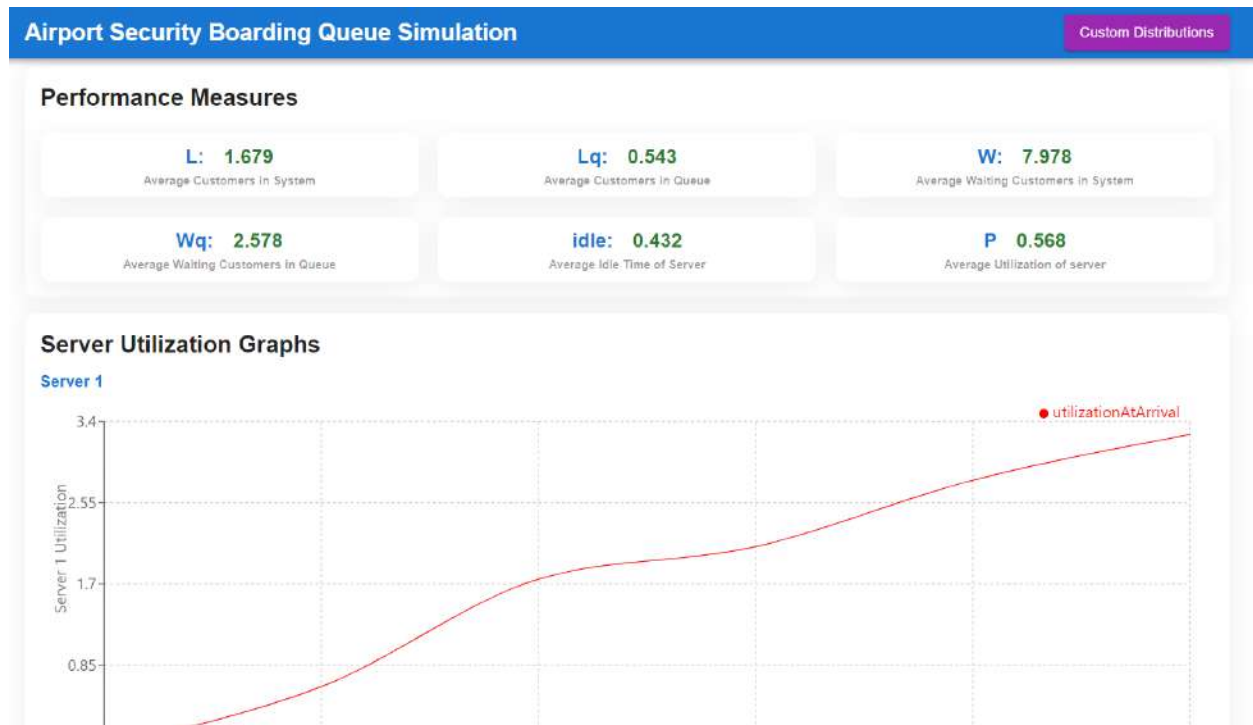 Airport Security Boarding Queue Simulation
Custom Distributions
Performance Measures
L: 1.679
Average Customers in System
Lq: 0.543
Average Customers in Queue
W: 7.978
Average Waiting Customers in System
Wq: 2.578
Average Waiting Customers in Queue
idle: 0.432
Average Idle Time of Server
P 0.568
Average Utilization of server
Server Utilization Graphs
Server 1
utilizationAtArrival
3.4
2.55
1.7
0.85
Server 1 Utilization